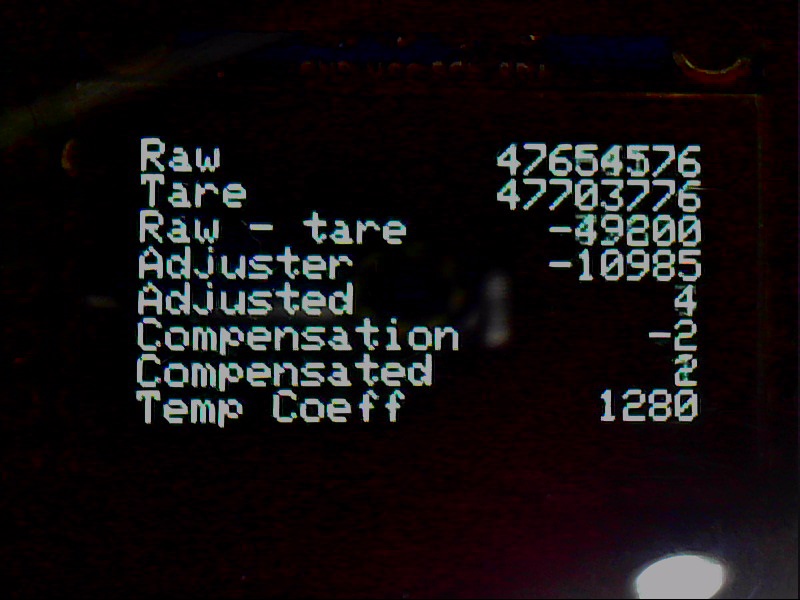 Raw 47654576
Tare 47703776
Raw - tare -49200
Adjuster -10985
Adjusted 4
Compensation -2
Compensated 2
Temp Coeff 1280